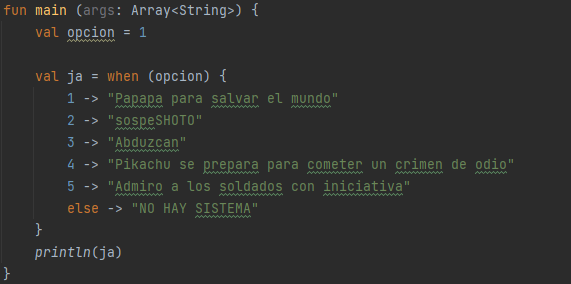 fun main (args: Array<String>) {
    val opcion = 1

    val ja = when (opcion) {
        1 -> "Papapa para salvar el mundo"
        2 -> "sospeSHOTO"
        3 -> "Abduzcan"
        4 -> "Pikachu se prepara para cometer un crimen de odio"
        5 -> "Admiro a los soldados con iniciativa"
        else -> "NO HAY SISTEMA"
    }
    println(ja)
}